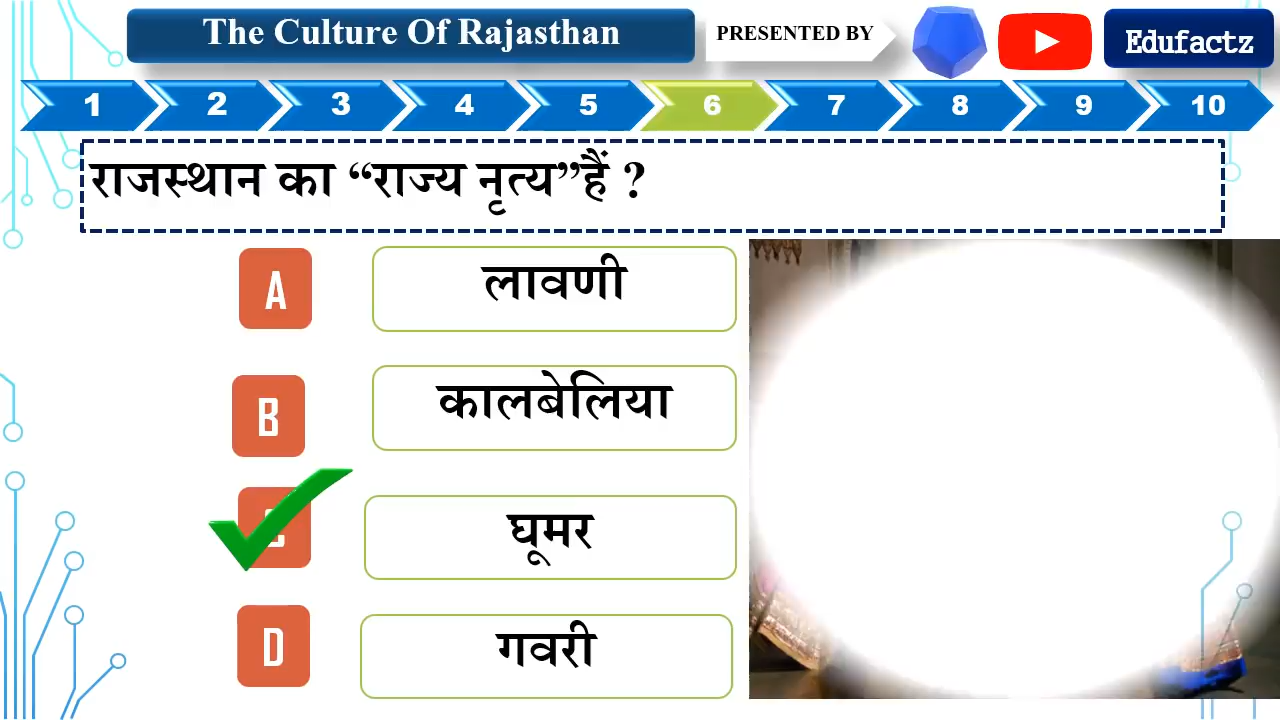 The Culture Of Rajasthan
PRESENTED BY
Edufactz
1 2 3 4 5 6 7 8 9 10
राजस्थान का “राज्य नृत्य”हैं ?
A लावणी
B कालबेलिया
घूमर
D गवरी